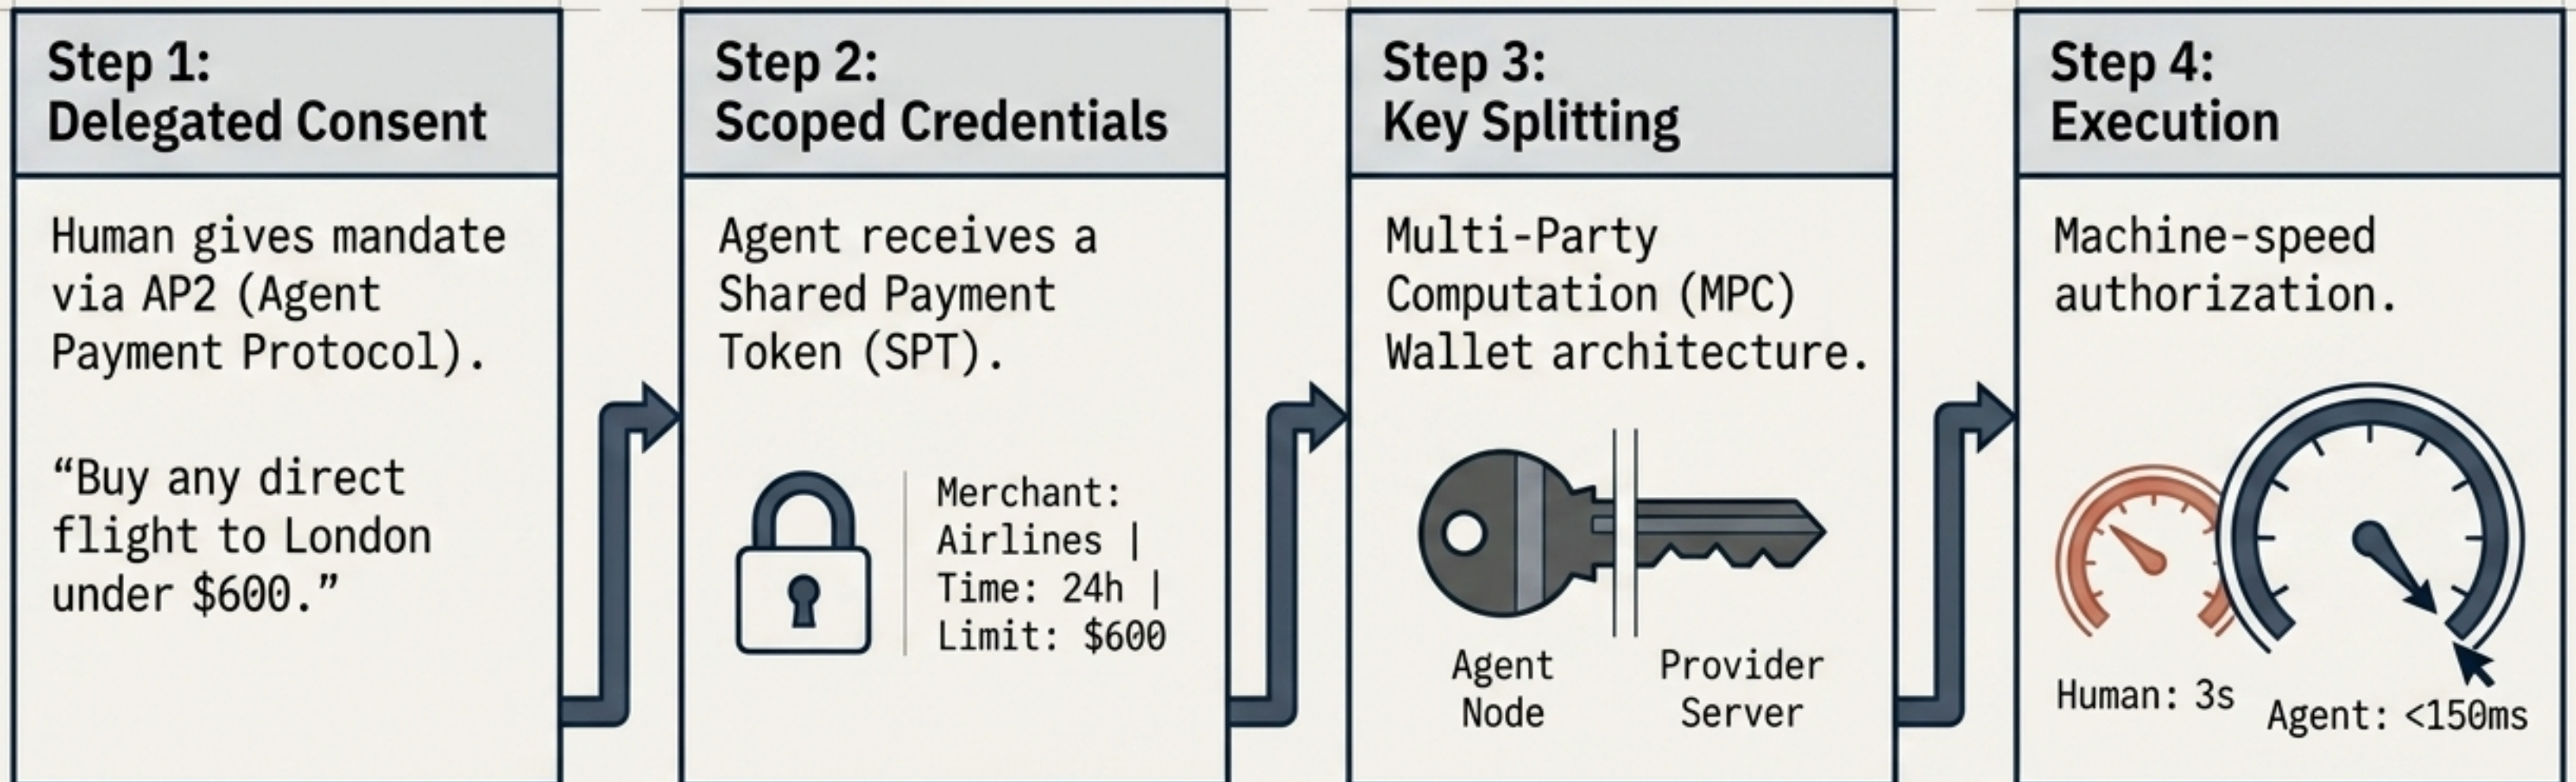 Step 1:
Delegated Consent
Human gives mandate
via AP2 (Agent
Payment Protocol).
“Buy any direct
flight to London
under $600.”
Step 2:
Scoped Credentials
Agent receives a
Shared Payment
Token (SPT).
Merchant:
Airlines |
Time: 24h |
Limit: $600
Step 3:
Key Splitting
Multi-Party
Computation (MPC)
Wallet architecture.
Agent
Node
Provider
Server
Step 4:
Execution
Machine-speed
authorization.
Human: 3s
Agent: <150ms